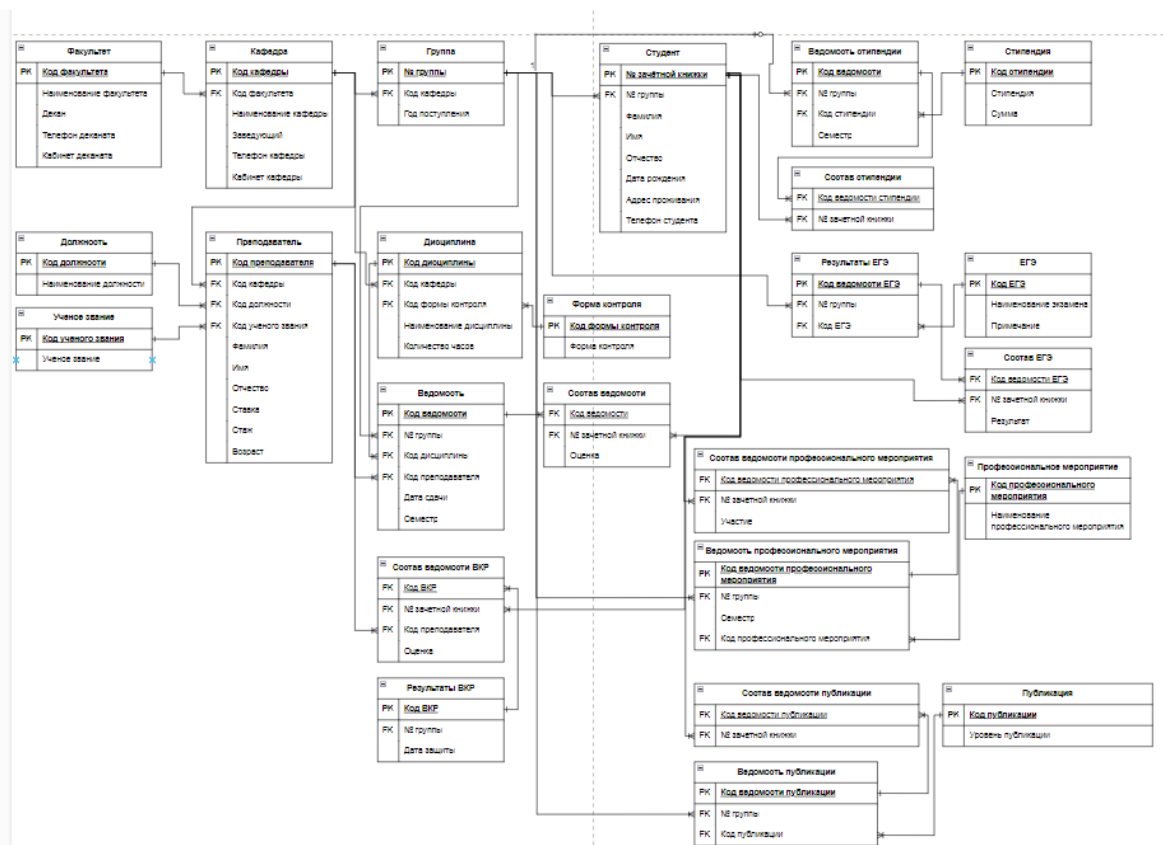 Факультет
PK Код факультета
Наименование факультета
Декан
Телефон деканата
Кабинет деканата
Кафедра
PK Код кафедры
FK Код факультета
Наименование кафедры
Заведующий
Телефон кафедры
Кабинет кафедры
Группа
PK № группы
FK Код кафедры
Год поступления
Студент
PK № зачётной книжки
FK № группы
Фамилия
Имя
Отчество
Дата рождения
Адрес проживания
Телефон студента
Ведомость стипендии
PK Код ведомости
FK № группы
FK Код стипендии
Семестр
Стипендия
PK Код стипендии
Стипендия
Сумма
Состав стипендии
FK Код ведомости стипендии
FK № зачетной книжки
Должность
PK Код должности
Наименование должности
Ученое звание
PK Код ученого звания
Ученое звание
Преподаватель
PK Код преподавателя
FK Код кафедры
FK Код должности
FK Код ученого звания
Фамилия
Имя
Отчество
Ставка
Стаж
Возраст
Дисциплина
PK Код дисциплины
FK Код кафедры
FK Код формы контроля
Наименование дисциплины
Количество часов
Форма контроля
PK Код формы контроля
Форма контроля
Результаты ЕГЭ
PK Код ведомости ЕГЭ
FK № группы
FK Код ЕГЭ
ЕГЭ
PK Код ЕГЭ
Наименование экзамена
Примечание
Состав ЕГЭ
FK Код ведомости ЕГЭ
FK № зачетной книжки
Результат
Ведомость
PK Код ведомости
FK № группы
FK Код дисциплины
FK Код преподавателя
Дата сдачи
Семестр
Состав ведомости
FK Код ведомости
FK № зачетной книжки
Оценка
Состав ведомости профессионального мероприятия
FK Код ведомости профессионального мероприятия
FK № зачетной книжки
Участие
Профессиональное мероприятие
PK Код профессионального
мероприятия
Наименование
профессионального мероприятия
Ведомость профессионального мероприятия
PK Код ведомости профессионального
мероприятия
FK № группы
Семестр
FK Код профессионального мероприятия
Состав ведомости ВКР
FK Код ВКР
FK № зачетной книжки
FK Код преподавателя
Оценка
Результаты ВКР
PK Код ВКР
FK № группы
Дата защиты
Состав ведомости публикации
FK Код ведомости публикации
FK № зачетной книжки
Публикация
PK Код публикации
Уровень публикации
Ведомость публикации
PK Код ведомости публикации
FK № группы
FK Код публикации